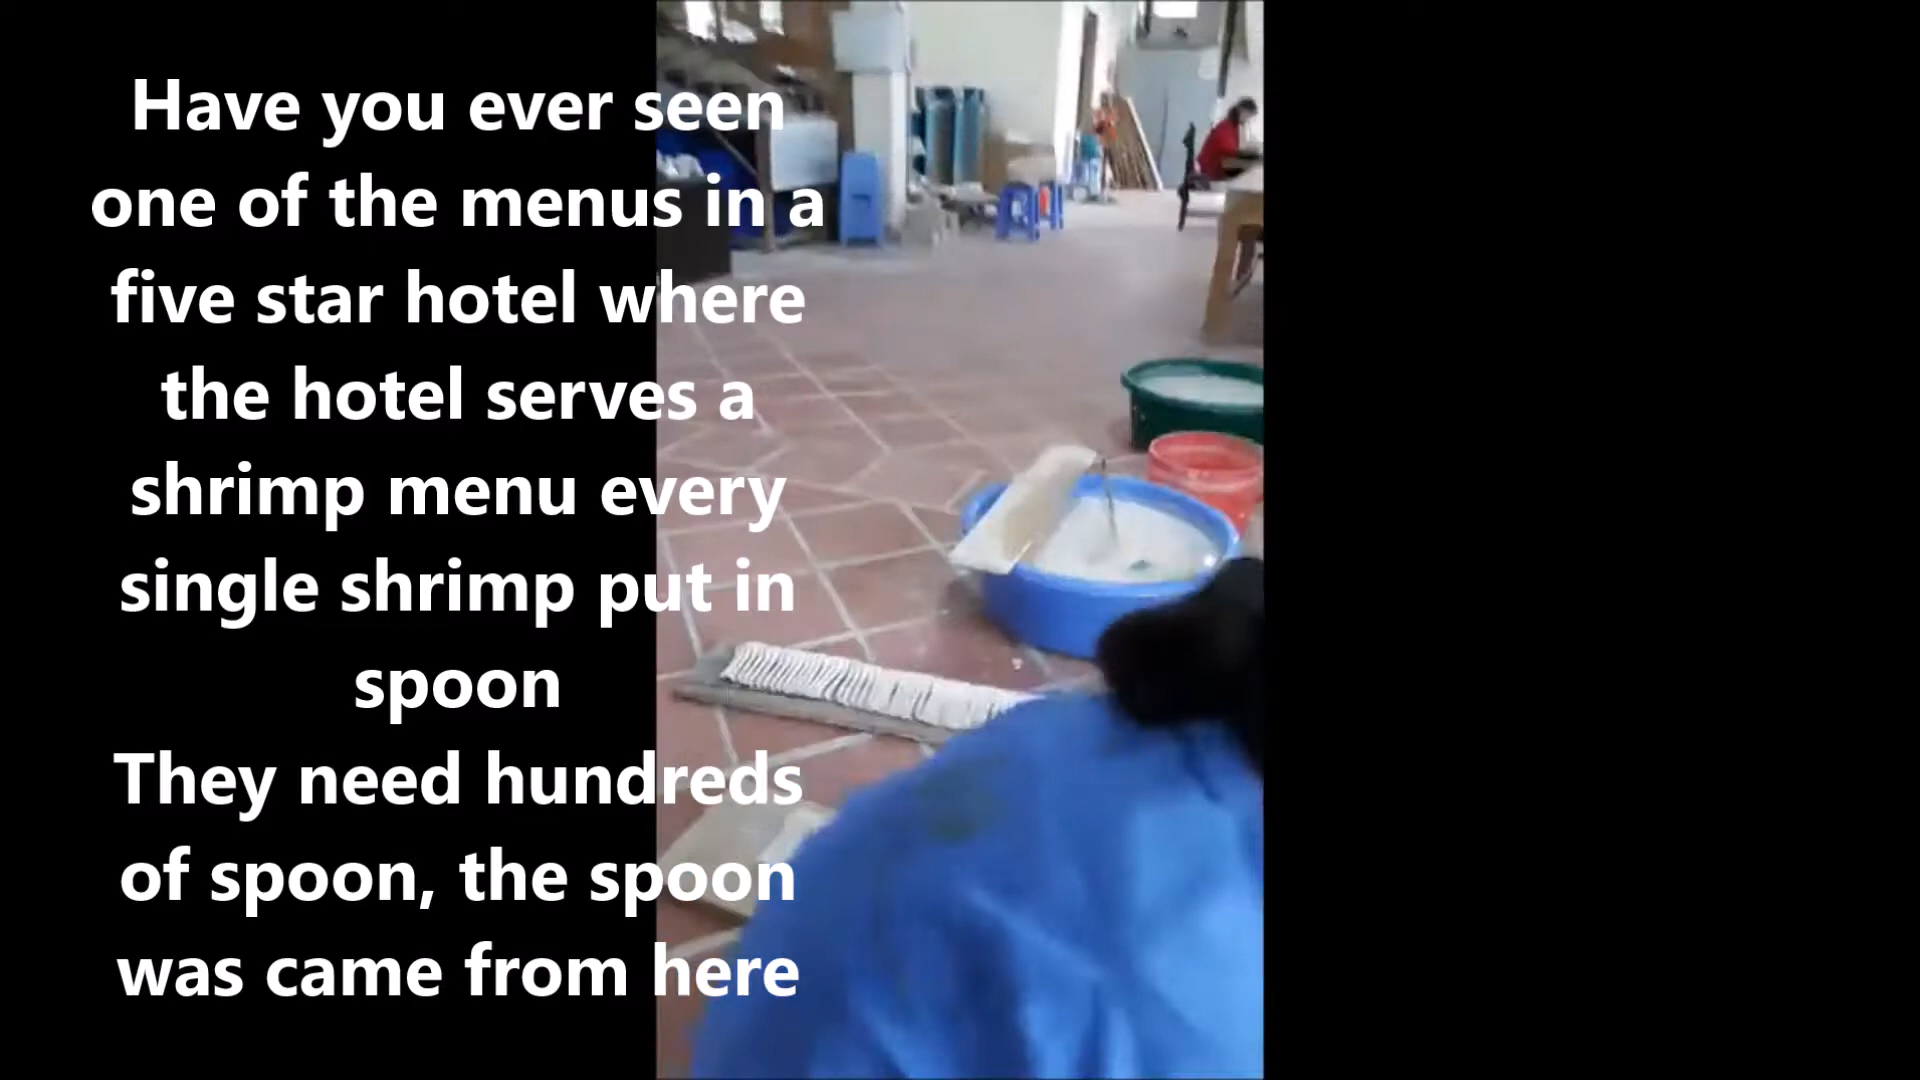 Have you ever seen
one of the menus in a
five star hotel where
the hotel serves a
shrimp menu every
single shrimp put in
spoon
They need hundreds
of spoon, the spoon
was came from here